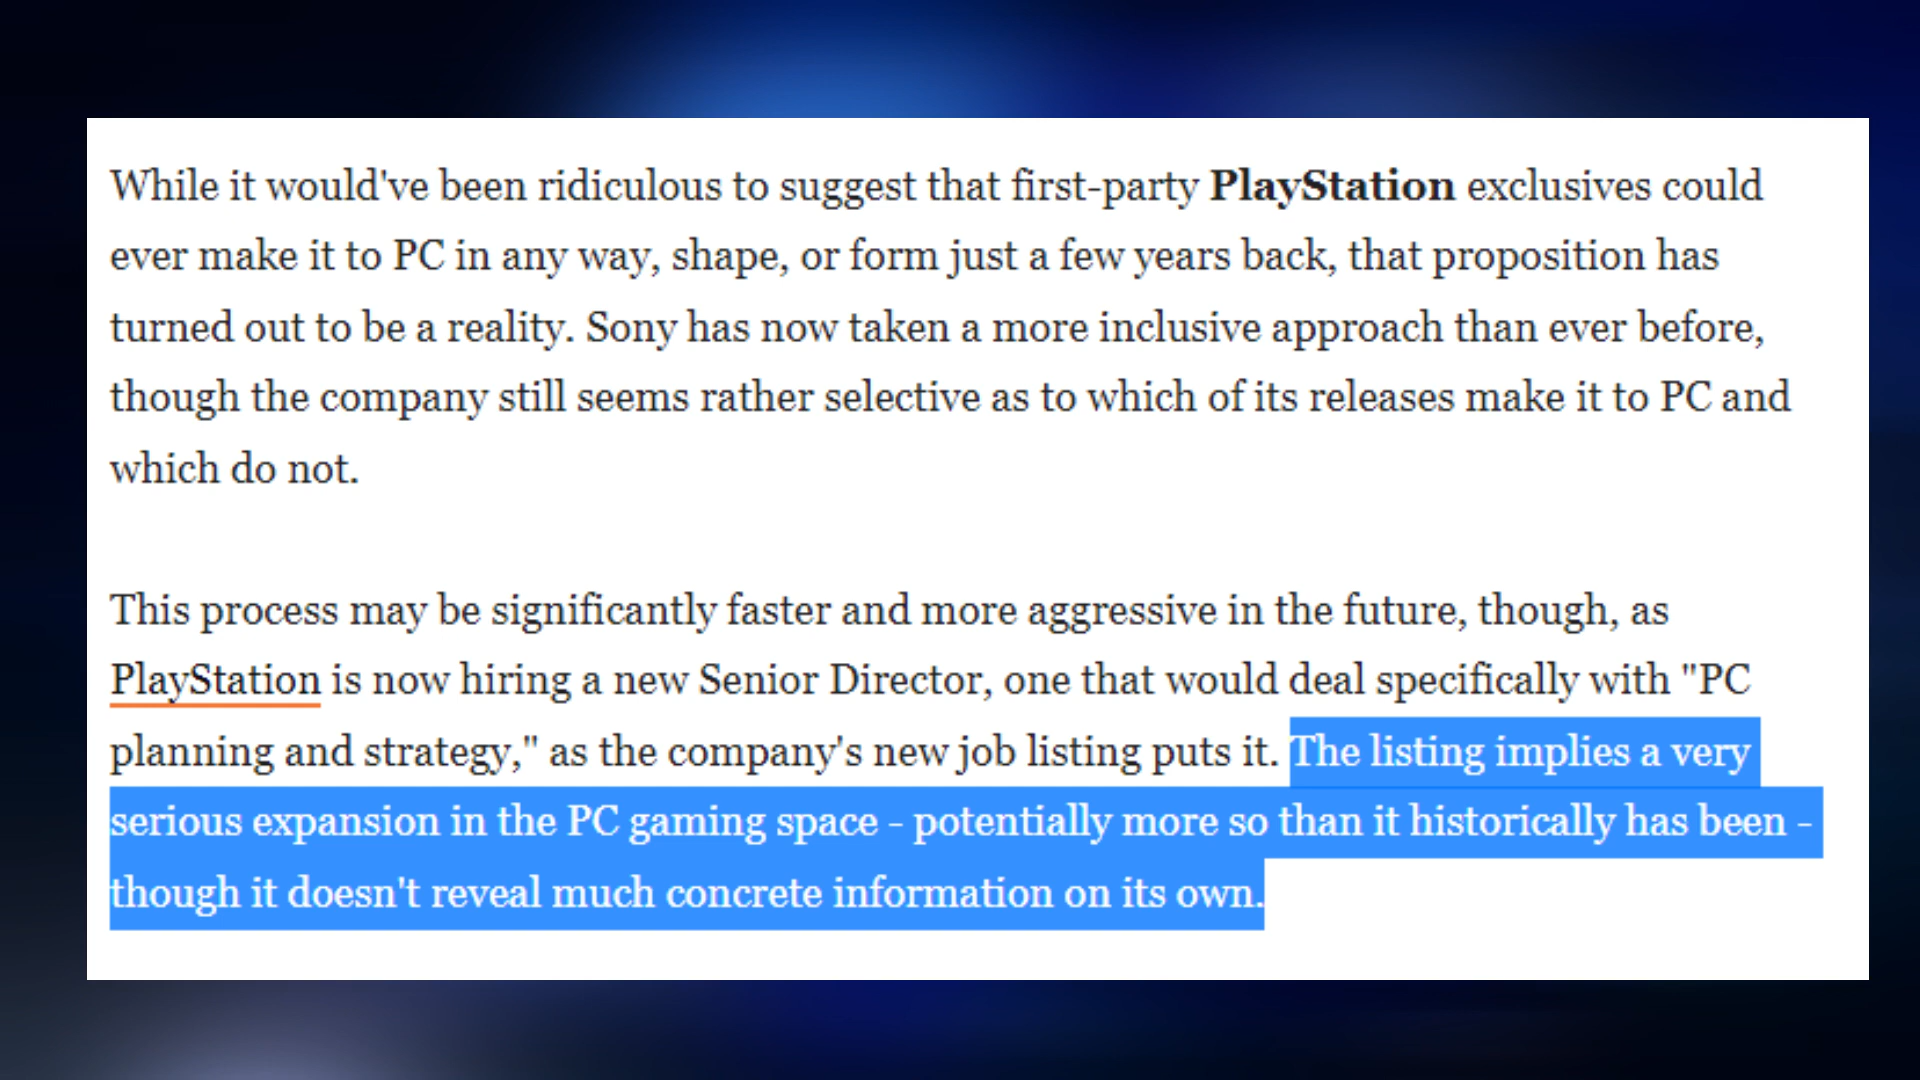 While it would've been ridiculous to suggest that first-party PlayStation exclusives could
ever make it to PC in any way, shape, or form just a few years back, that proposition has
turned out to be a reality. Sony has now taken a more inclusive approach than ever before,
though the company still seems rather selective as to which of its releases make it to PC and
which do not.
This process may be significantly faster and more aggressive in the future, though, as
PlayStation is now hiring a new Senior Director, one that would deal specifically with "PC
planning and strategy," as the company's new job listing puts it. The listing implies a very
serious expansion in the PC gaming space - potentially more so than it historically has been -
though it doesn't reveal much concrete information on its own.